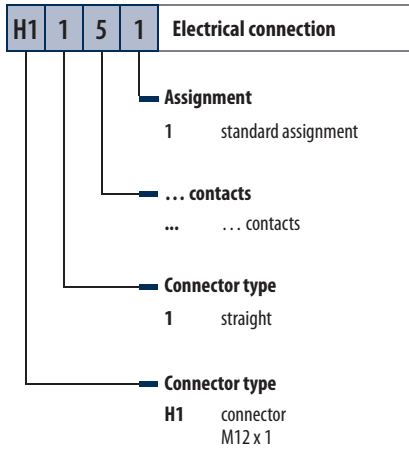 H1 1 5 1 Electrical connection
Assignment
1 standard assignment
… contacts
... … contacts
Connector type
1 straight
Connector type
H1 connector
M12 x 1